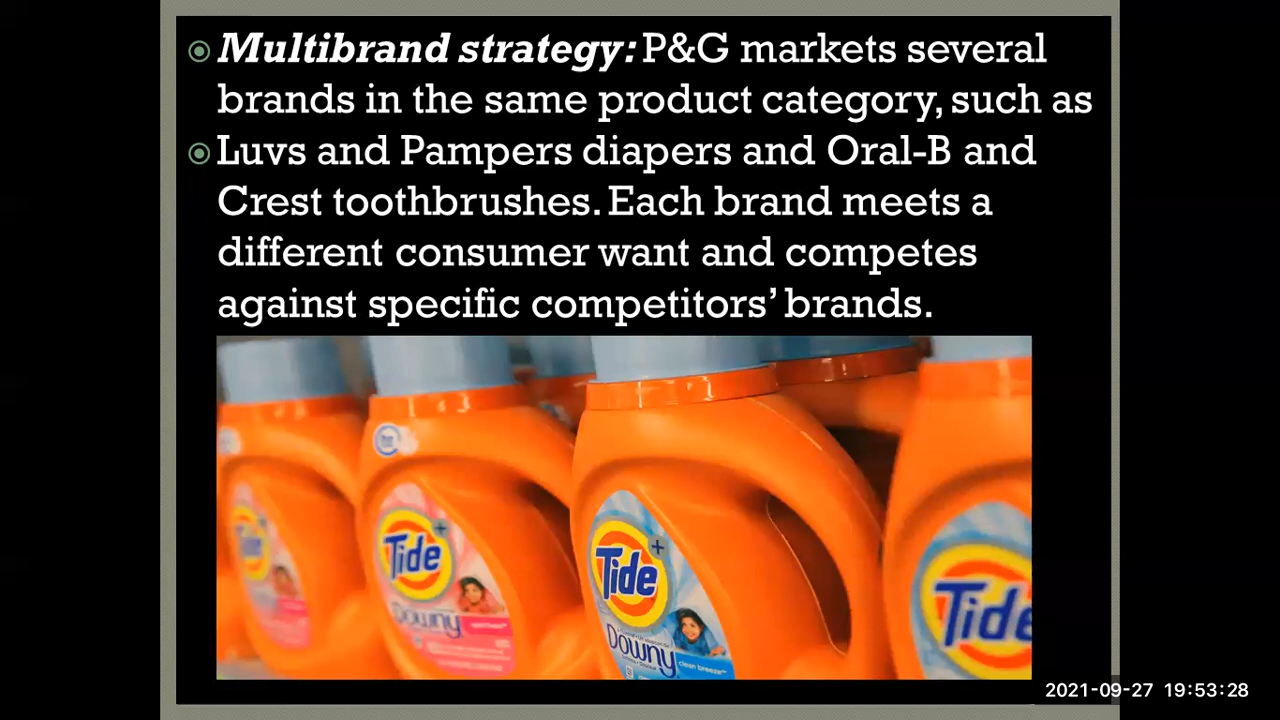 Multibrand strategy: P&G markets several
brands in the same product category, such as
Luvs and Pampers diapers and Oral-B and
Crest toothbrushes. Each brand meets a
different consumer want and competes
against specific competitors’ brands.
Tide
Tide +
Downy
Tide +
Downy
clean breeze
Tide
2021-09-27 19:53:28